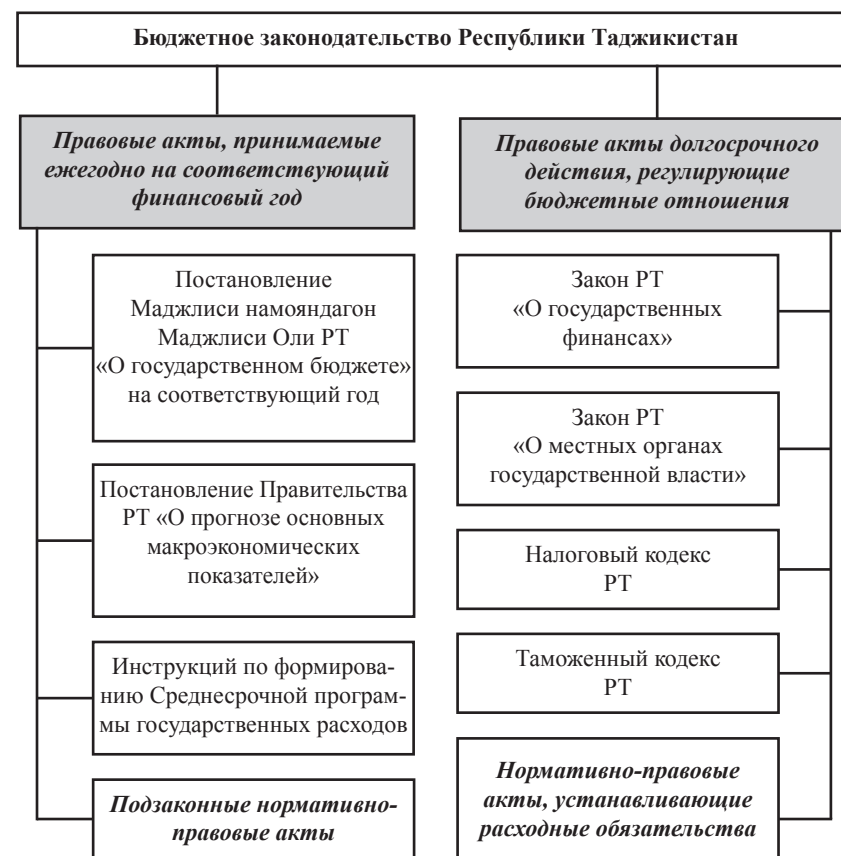 Бюджетное законодательство Республики Таджикистан
Правовые акты, принимаемые
ежегодно на соответствующий
финансовый год
Постановление
Маджлиси намояндагон
Маджлиси Оли РТ
«О государственном бюджете»
на соответствующий год
Постановление Правительства
РТ «О прогнозе основных
макроэкономических
показателей»
Инструкций по формирова-
нию Среднесрочной програм-
мы государственных расходов
Подзаконные нормативно-
правовые акты
Правовые акты долгосрочного
действия, регулирующие
бюджетные отношения
Закон РТ
«О государственных
финансах»
Закон РТ
«О местных органах
государственной власти»
Налоговый кодекс
РТ
Таможенный кодекс
РТ
Нормативно-правовые
акты, устанавливающие
расходные обязательства